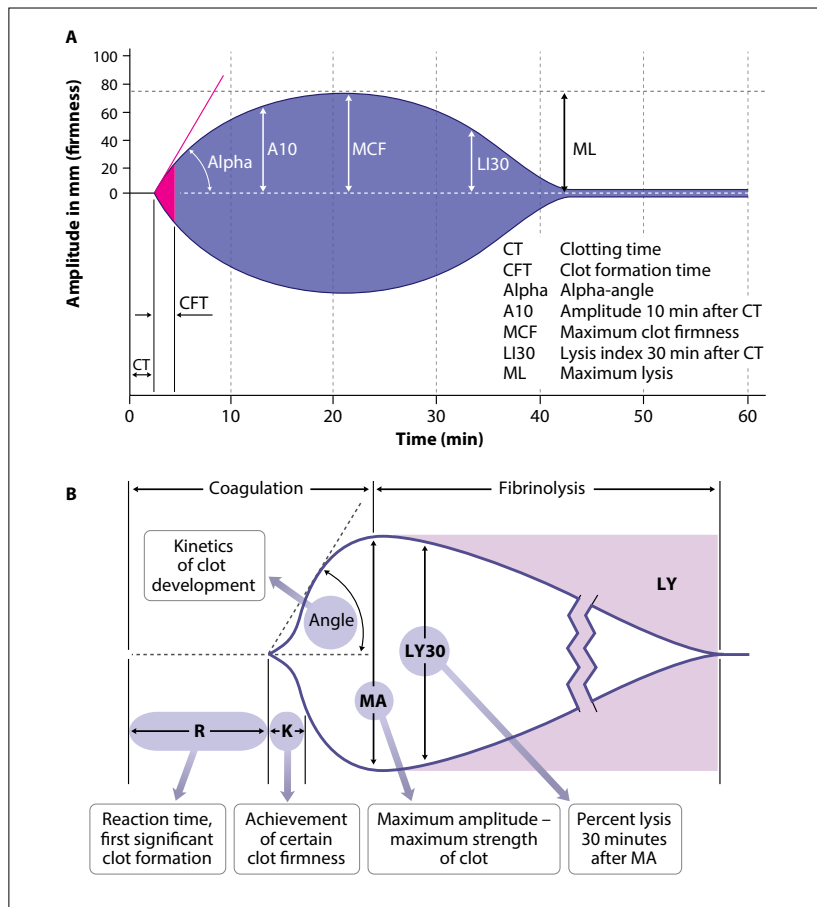 A
100
80
60
40
20
0
Amplitude in mm (firmness)
Alpha
A10
MCF
LI30
ML
CT Clotting time
CFT Clot formation time
Alpha Alpha-angle
A10 Amplitude 10 min after CT
MCF Maximum clot firmness
LI30 Lysis index 30 min after CT
ML Maximum lysis
CFT
CT
0 10 20 30 40 50 60
Time (min)
B
Coagulation Fibrinolysis
Kinetics
of clot
development
Angle
LY
LY30
MA
R
K
Reaction time,
first significant
clot formation
Achievement
of certain
clot firmness
Maximum amplitude –
maximum strength
of clot
Percent lysis
30 minutes
after MA